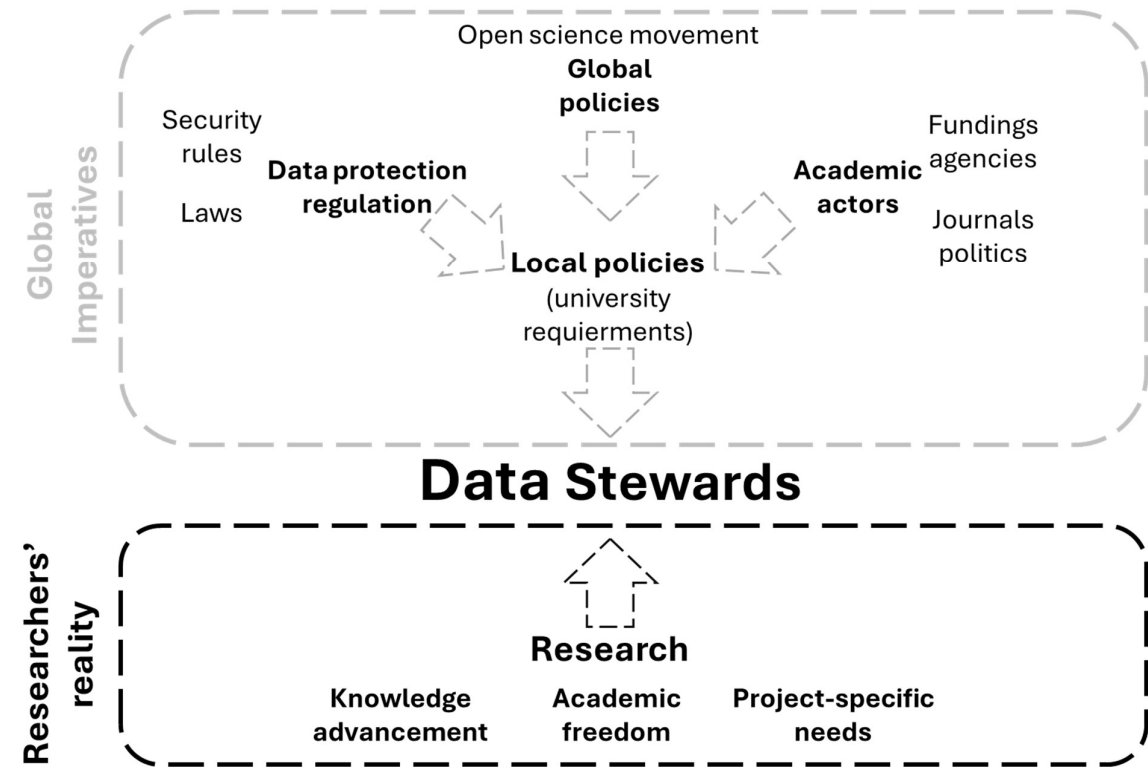 Global
Imperatives
Open science movement
Global
policies
Security
rules
Laws
Data protection
regulation
Academic
actors
Fundings
agencies
Journals
politics
Local policies
(university
requierments)
Data Stewards
Researchers’
reality
Research
Knowledge
advancement
Academic
freedom
Project-specific
needs